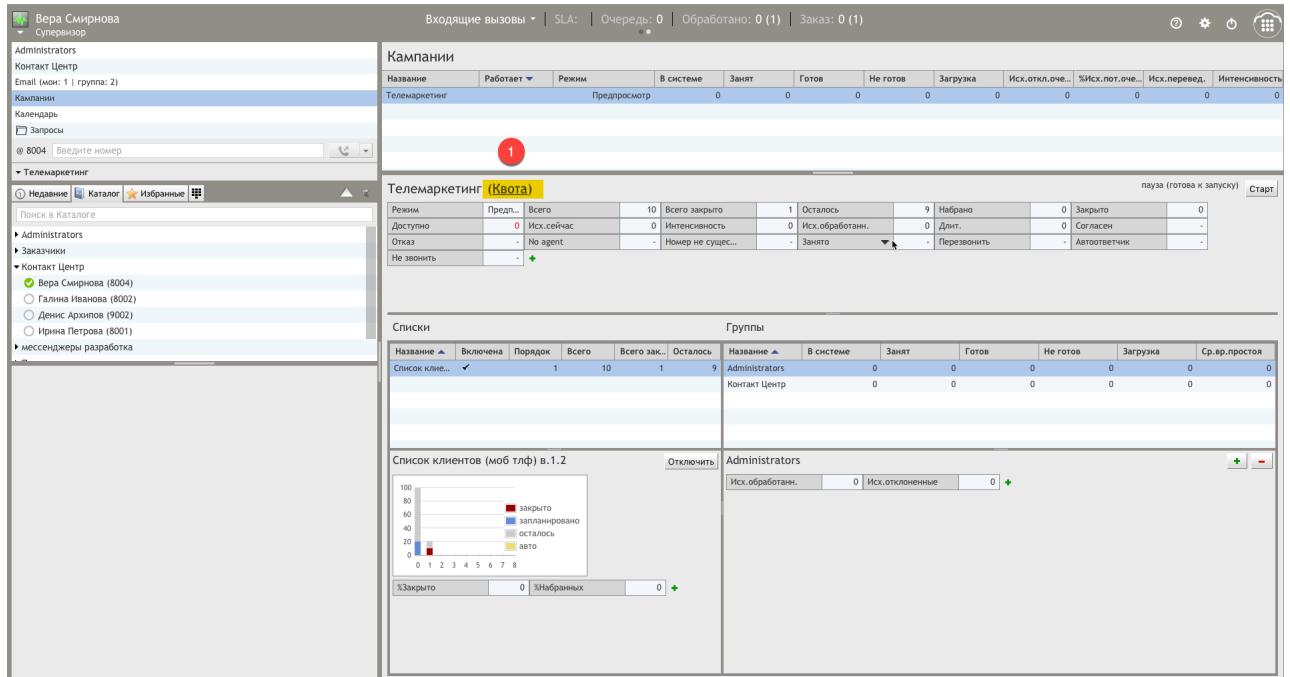 Вера Смирнова
Супервизор
Входящие вызовы SLA: Очередь: 0 Обработано: 0 (1) Заказ: 0 (1)
Administrators
Контакт Центр
Email (мои: 1 | группа: 2)
Кампании
Календарь
Запросы
@ 8004 Введите номер
Телемаркетинг
Недавние Каталог Избранные
Поиск в Каталоге
Administrators
Заказчики
Контакт Центр
Вера Смирнова (8004)
Галина Иванова (8002)
Денис Архипов (9002)
Ирина Петрова (8001)
мессенджеры разработка
Кампании
Название Работает Режим В системе Занят Готов Не готов Загрузка Исх.откл.оче... %Исх.пот.оче... Исх.перевед. Интенсивность
Телемаркетинг Предпросмотр 0 0 0 0 0 0 0 0 0
1
Телемаркетинг (Квота) пауза (готова к запуску) Старт
Режим Предп... Всего 10 Всего закрыто 1 Осталось 9 Набрано 0 Закрыто 0
Доступно 0 Исх.сейчас 0 Интенсивность 0 Исх.обработанн. 0 Длит. 0 Согласен -
Отказ - No agent - Номер не сущес... - Занято - Перезвонить - Автоответчик -
Не звонить -
Списки
Название Включена Порядок Всего Всего зак... Осталось
Список клие... 1 10 1 9
Группы
Название В системе Занят Готов Не готов Загрузка Ср.вр.простоя
Administrators 0 0 0 0 0 0
Контакт Центр 0 0 0 0 0 0
Список клиентов (моб тлф) в.1.2 Отключить
100
80
60
40
20
0
0 1 2 3 4 5 6 7 8
закрыто
запланировано
осталось
авто
%Закрыто 0 %Набранных 0
Administrators
Исх.обработанн. 0 Исх.отклоненные 0